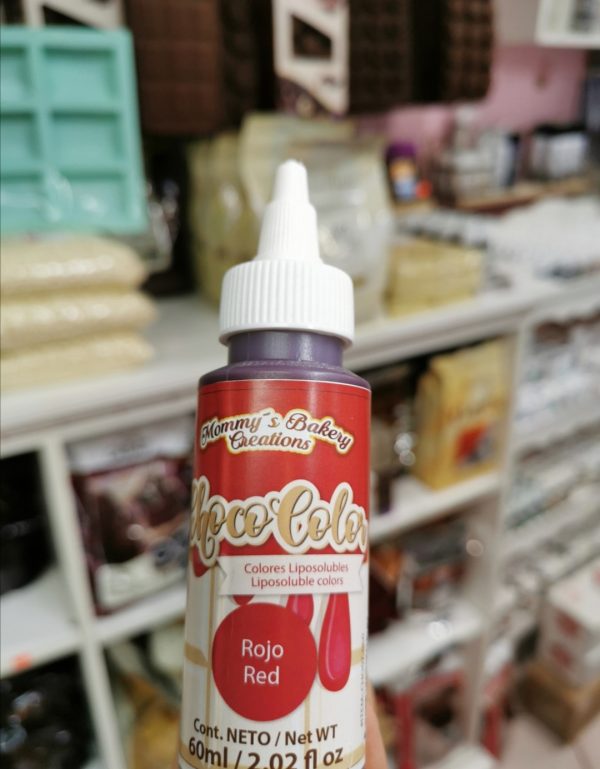 Mommy´s Bakery
Creations
Choco Color
Colores Liposolubles
Liposoluble colors
Rojo
Red
Cont. NETO / Net WT
60ml / 2.02 fl oz